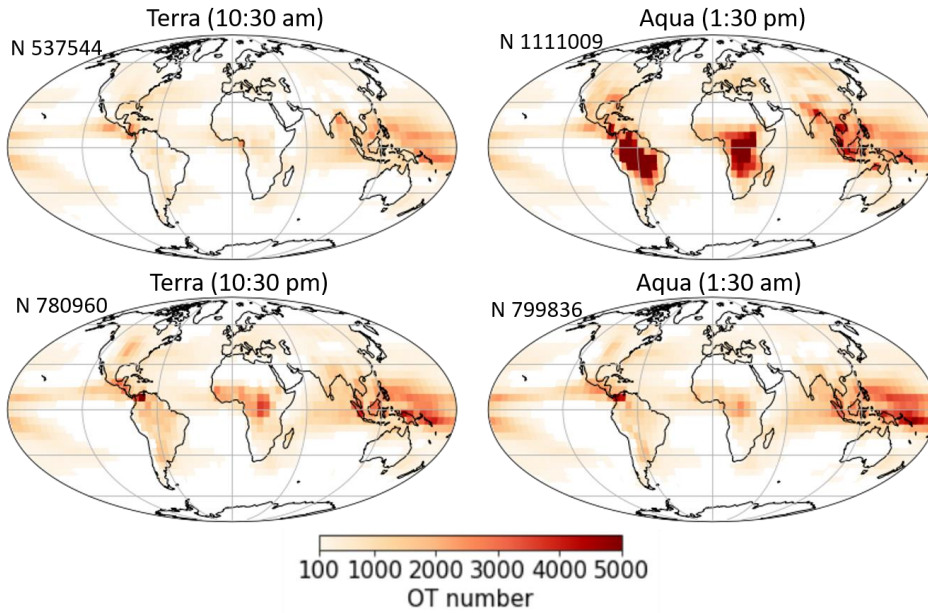 Terra (10:30 am)
Aqua (1:30 pm)
N 537544
N 1111009
Terra (10:30 pm)
Aqua (1:30 am)
N 780960
N 799836
100 1000 2000 3000 4000 5000
OT number